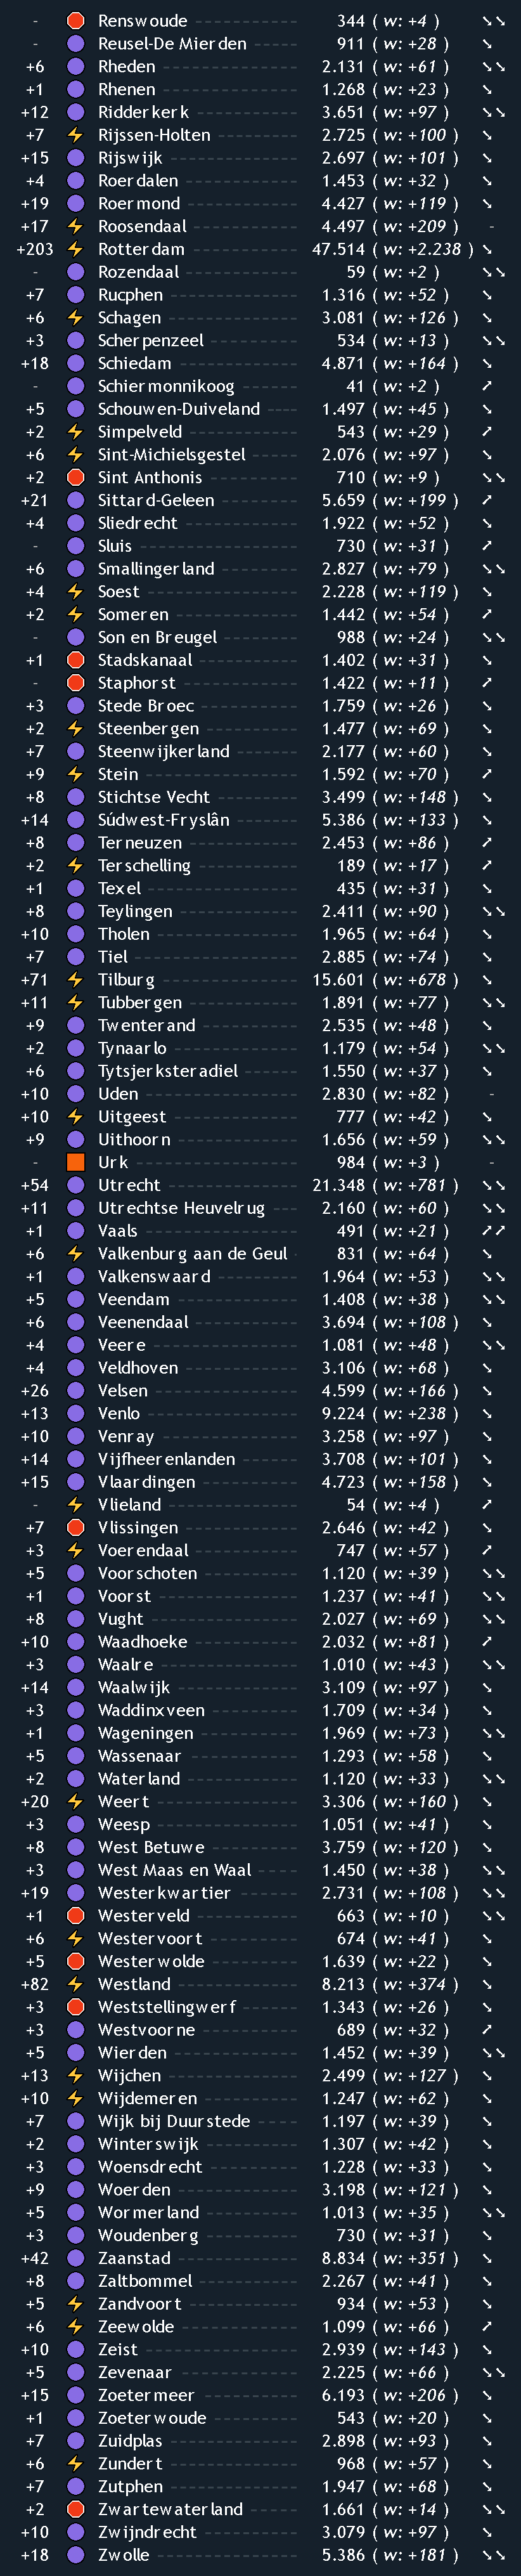 - Renswoude 344 ( w: +4 )
- Reusel-De Mierden 911 ( w: +28 )
+6 Rheden 2.131 ( w: +61 )
+1 Rhenen 1.268 ( w: +23 )
+12 Ridderkerk 3.651 ( w: +97 )
+7 Rijssen-Holten 2.725 ( w: +100 )
+15 Rijswijk 2.697 ( w: +101 )
+4 Roerdalen 1.453 ( w: +32 )
+19 Roermond 4.427 ( w: +119 )
+17 Roosendaal 4.497 ( w: +209 ) -
+203 Rotterdam 47.514 ( w: +2.238 )
- Rozendaal 59 ( w: +2 )
+7 Rucphen 1.316 ( w: +52 )
+6 Schagen 3.081 ( w: +126 )
+3 Scherpenzeel 534 ( w: +13 )
+18 Schiedam 4.871 ( w: +164 )
- Schiermonnikoog 41 ( w: +2 )
+5 Schouwen-Duiveland 1.497 ( w: +45 )
+2 Simpelveld 543 ( w: +29 )
+6 Sint-Michielsgestel 2.076 ( w: +97 )
+2 Sint Anthonis 710 ( w: +9 )
+21 Sittard-Geleen 5.659 ( w: +199 )
+4 Sliedrecht 1.922 ( w: +52 )
- Sluis 730 ( w: +31 )
+6 Smallingerland 2.827 ( w: +79 )
+4 Soest 2.228 ( w: +119 )
+2 Someren 1.442 ( w: +54 )
- Son en Breugel 988 ( w: +24 )
+1 Stadskanaal 1.402 ( w: +31 )
- Staphorst 1.422 ( w: +11 )
+3 Stede Broec 1.759 ( w: +26 )
+2 Steenbergen 1.477 ( w: +69 )
+7 Steenwijkerland 2.177 ( w: +60 )
+9 Stein 1.592 ( w: +70 )
+8 Stichtse Vecht 3.499 ( w: +148 )
+14 Súdwest-Fryslân 5.386 ( w: +133 )
+8 Terneuzen 2.453 ( w: +86 )
+2 Terschelling 189 ( w: +17 )
+1 Texel 435 ( w: +31 )
+8 Teylingen 2.411 ( w: +90 )
+10 Tholen 1.965 ( w: +64 )
+7 Tiel 2.885 ( w: +74 )
+71 Tilburg 15.601 ( w: +678 )
+11 Tubbergen 1.891 ( w: +77 )
+9 Twenterand 2.535 ( w: +48 )
+2 Tynaarlo 1.179 ( w: +54 )
+6 Tytsjerksteradiel 1.550 ( w: +37 )
+10 Uden 2.830 ( w: +82 ) -
+10 Uitgeest 777 ( w: +42 )
+9 Uithoorn 1.656 ( w: +59 )
- Urk 984 ( w: +3 ) -
+54 Utrecht 21.348 ( w: +781 )
+11 Utrechtse Heuvelrug 2.160 ( w: +60 )
+1 Vaals 491 ( w: +21 )
+6 Valkenburg aan de Geul 831 ( w: +64 )
+1 Valkenswaard 1.964 ( w: +53 )
+5 Veendam 1.408 ( w: +38 )
+6 Veenendaal 3.694 ( w: +108 )
+4 Veere 1.081 ( w: +48 )
+4 Veldhoven 3.106 ( w: +68 )
+26 Velsen 4.599 ( w: +166 )
+13 Venlo 9.224 ( w: +238 )
+10 Venray 3.258 ( w: +97 )
+14 Vijfheerenlanden 3.708 ( w: +101 )
+15 Vlaardingen 4.723 ( w: +158 )
- Vlieland 54 ( w: +4 )
+7 Vlissingen 2.646 ( w: +42 )
+3 Voerendaal 747 ( w: +57 )
+5 Voorschoten 1.120 ( w: +39 )
+1 Voorst 1.237 ( w: +41 )
+8 Vught 2.027 ( w: +69 )
+10 Waadhoeke 2.032 ( w: +81 )
+3 Waalre 1.010 ( w: +43 )
+14 Waalwijk 3.109 ( w: +97 )
+3 Waddinxveen 1.709 ( w: +34 )
+1 Wageningen 1.969 ( w: +73 )
+5 Wassenaar 1.293 ( w: +58 )
+2 Waterland 1.120 ( w: +33 )
+20 Weert 3.306 ( w: +160 )
+3 Weesp 1.051 ( w: +41 )
+8 West Betuwe 3.759 ( w: +120 )
+3 West Maas en Waal 1.450 ( w: +38 )
+19 Westerkwartier 2.731 ( w: +108 )
+1 Westerveld 663 ( w: +10 )
+6 Westervoort 674 ( w: +41 )
+5 Westerwolde 1.639 ( w: +22 )
+82 Westland 8.213 ( w: +374 )
+3 Weststellingwerf 1.343 ( w: +26 )
+3 Westvoorne 689 ( w: +32 )
+5 Wierden 1.452 ( w: +39 )
+13 Wijchen 2.499 ( w: +127 )
+10 Wijdemeren 1.247 ( w: +62 )
+7 Wijk bij Duurstede 1.197 ( w: +39 )
+2 Winterswijk 1.307 ( w: +42 )
+3 Woensdrecht 1.228 ( w: +33 )
+9 Woerden 3.198 ( w: +121 )
+5 Wormerland 1.013 ( w: +35 )
+3 Woudenberg 730 ( w: +31 )
+42 Zaanstad 8.834 ( w: +351 )
+8 Zaltbommel 2.267 ( w: +41 )
+5 Zandvoort 934 ( w: +53 )
+6 Zeewolde 1.099 ( w: +66 )
+10 Zeist 2.939 ( w: +143 )
+5 Zevenaar 2.225 ( w: +66 )
+15 Zoetermeer 6.193 ( w: +206 )
+1 Zoeterwoude 543 ( w: +20 )
+7 Zuidplas 2.898 ( w: +93 )
+6 Zundert 968 ( w: +57 )
+7 Zutphen 1.947 ( w: +68 )
+2 Zwartewaterland 1.661 ( w: +14 )
+10 Zwijndrecht 3.079 ( w: +97 )
+18 Zwolle 5.386 ( w: +181 )